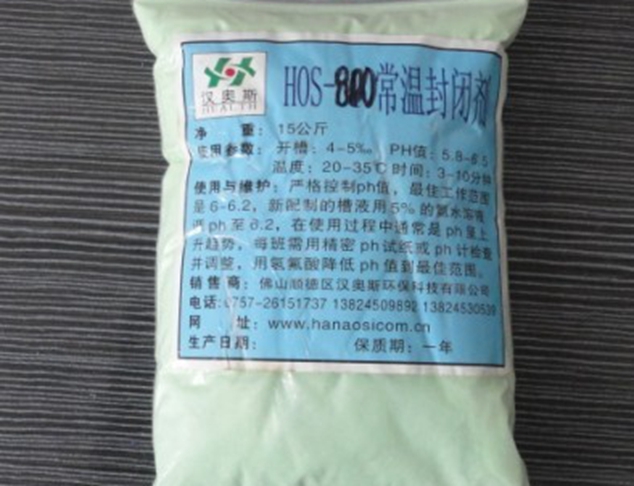 汉奥斯
HOS-800常温封闭剂
净 重: 15公斤
使用参数: 开槽: 4-5‰ PH值: 5.8-6.5
温度: 20-35℃ 时间: 3-10分钟
使用与维护: 严格控制ph值, 最佳工作范围
是6-6.2, 新配制的槽液用5%的氨水溶液
调ph至6.2, 在使用过程中通常是ph呈上
升趋势, 每班需用精密ph试纸或ph计检查
并调整, 用氢氟酸降低ph值到最佳范围。
销 售 商: 佛山顺德区汉奥斯环保科技有限公司
电话:0757-26151737 13824509892 13824530539
网 址: www.hanaosicom.cn
生产日期: 保质期: 一年